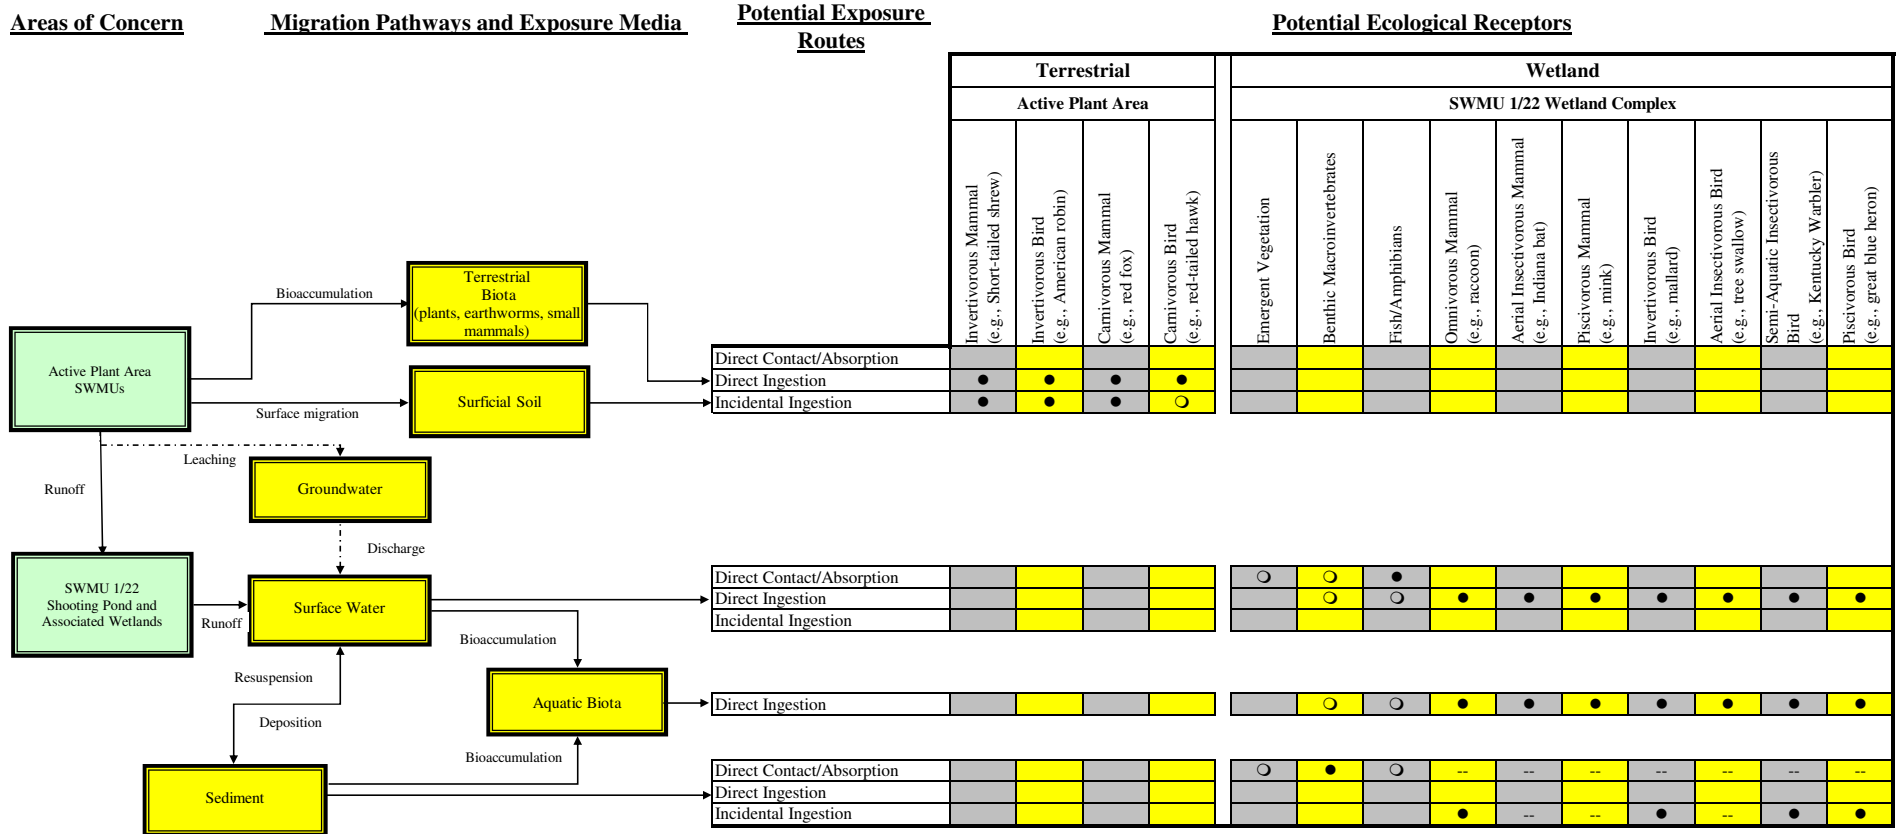 Areas of Concern
Migration Pathways and Exposure Media
Potential Exposure
Routes
Potential Ecological Receptors
Terrestrial
Wetland
Active Plant Area
SWMU 1/22 Wetland Complex
Invertivorous Mammal
(e.g., Short-tailed shrew)
Invertivorous Bird
(e.g., American robin)
Carnivorous Mammal
(e.g., red fox)
Carnivorous Bird
(e.g., red-tailed hawk)
Emergent Vegetation
Benthic Macroinvertebrates
Fish/Amphibians
Omnivorous Mammal
(e.g., raccoon)
Aerial Insectivorous Mammal
(e.g., Indiana bat)
Piscivorous Mammal
(e.g., mink)
Invertivorous Bird
(e.g., mallard)
Aerial Insectivorous Bird
(e.g., tree swallow)
Semi-Aquatic Insectivorous
Bird
(e.g., Kentucky Warbler)
Piscivorous Bird
(e.g., great blue heron)
Terrestrial
Biota
(plants, earthworms, small
mammals)
Bioaccumulation
Active Plant Area
SWMUs
Surface migration
Surficial Soil
Direct Contact/Absorption
Direct Ingestion ● ● ● ●
Incidental Ingestion ● ● ● ❍
Leaching
Runoff
Groundwater
Discharge
SWMU 1/22
Shooting Pond and
Associated Wetlands
Runoff
Surface Water
Direct Contact/Absorption ❍ ❍ ●
Direct Ingestion ❍ ❍ ● ● ● ● ● ● ●
Incidental Ingestion
Bioaccumulation
Resuspension
Deposition
Aquatic Biota
Direct Ingestion ❍ ❍ ● ● ● ● ● ● ●
Bioaccumulation
Sediment
Direct Contact/Absorption ❍ ● ❍ -- -- -- -- -- -- --
Direct Ingestion
Incidental Ingestion ● -- -- ● -- ● ●